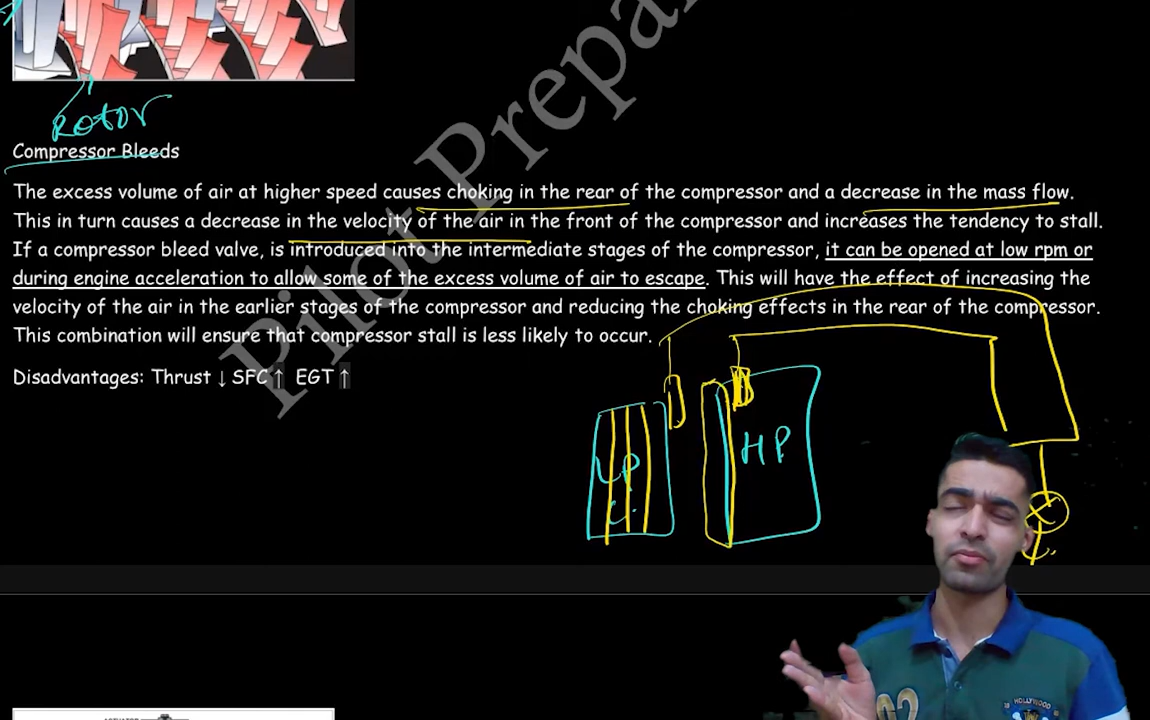 Rotor
Compressor Bleeds
The excess volume of air at higher speed causes choking in the rear of the compressor and a decrease in the mass flow.
This in turn causes a decrease in the velocity of the air in the front of the compressor and increases the tendency to stall.
If a compressor bleed valve, is introduced into the intermediate stages of the compressor, it can be opened at low rpm or
during engine acceleration to allow some of the excess volume of air to escape. This will have the effect of increasing the
velocity of the air in the earlier stages of the compressor and reducing the choking effects in the rear of the compressor.
This combination will ensure that compressor stall is less likely to occur.
Disadvantages: Thrust ↓ SFC↑ EGT↑
Pilot Prepara
LP
HP
HOLLYWOOD